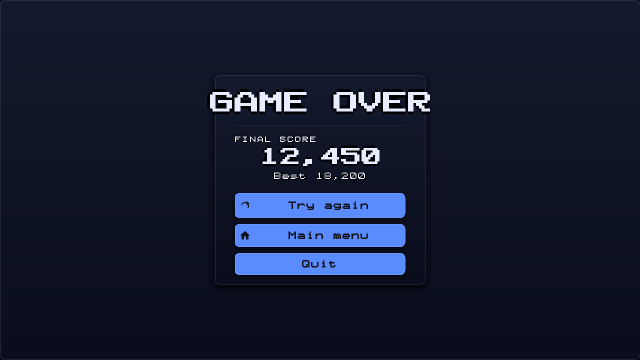 GAME OVER
FINAL SCORE
12,450
Best 18,200
Try again
Main menu
Quit